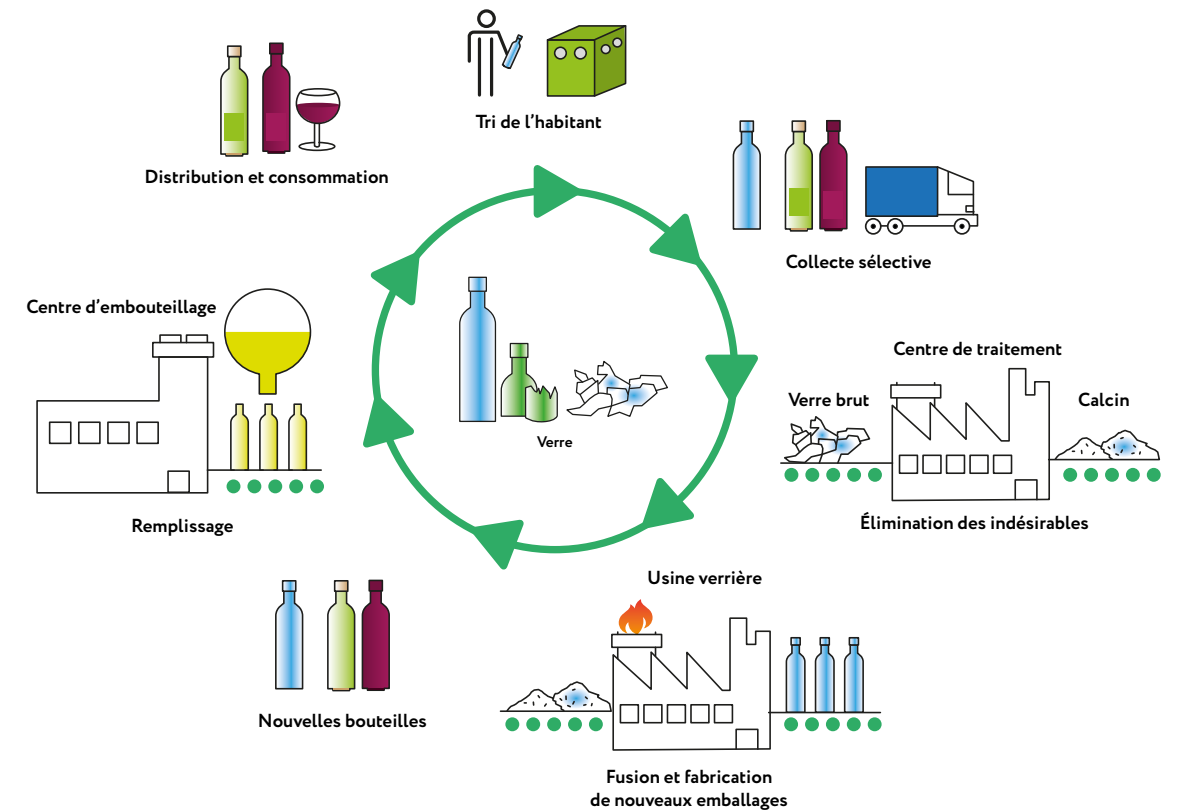 Tri de l’habitant
Distribution et consommation
Collecte sélective
Centre d’embouteillage
Centre de traitement
Verre brut
Calcin
Verre
Élimination des indésirables
Remplissage
Usine verrière
Nouvelles bouteilles
Fusion et fabrication
de nouveaux emballages